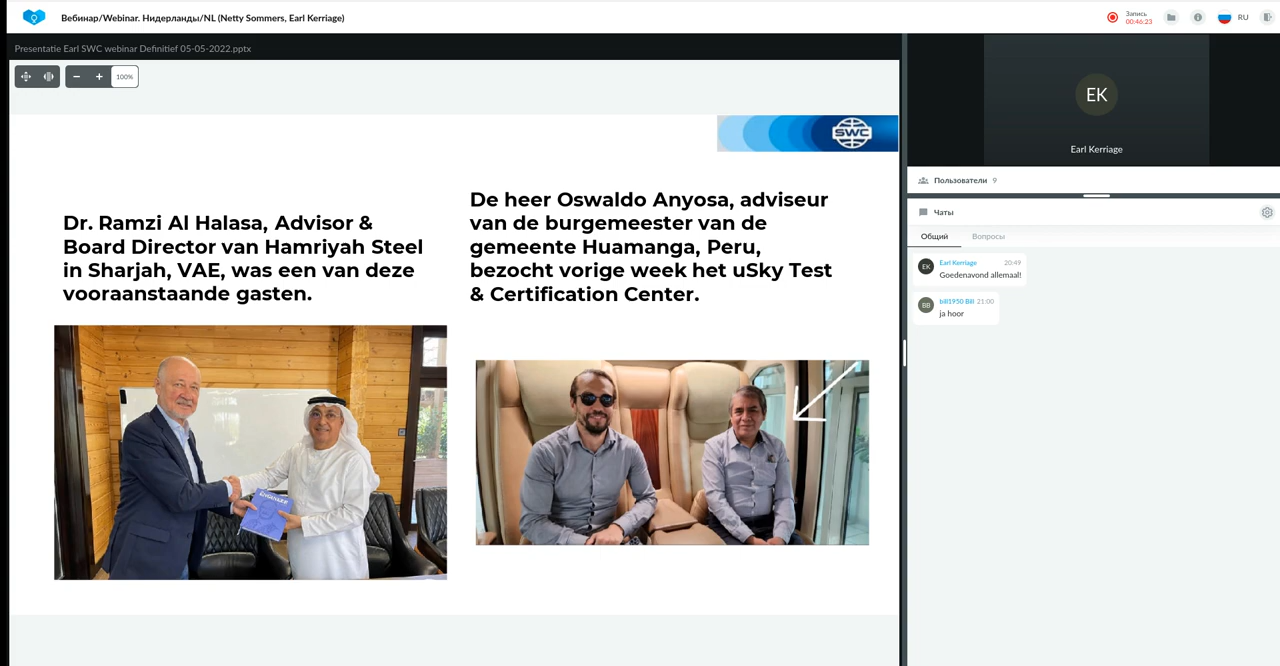 Вебинар/Webinar. Нидерланды/NL (Netty Sommers, Earl Kerriage)
Запись
00:46:23
RU
Presentatie Earl SWC webinar Definitief 05-05-2022.pptx
100%
SWC
Dr. Ramzi Al Halasa, Advisor &
Board Director van Hamriyah Steel
in Sharjah, VAE, was een van deze
vooraanstaande gasten.
De heer Oswaldo Anyosa, adviseur
van de burgemeester van de
gemeente Huamanga, Peru,
bezocht vorige week het uSky Test
& Certification Center.
EK
Earl Kerriage
Пользователи 9
Чаты
Общий
Вопросы
EK
Earl Kerriage 20:49
Goedenavond allemaal!
BB
bill1950 Bill 21:00
ja hoor